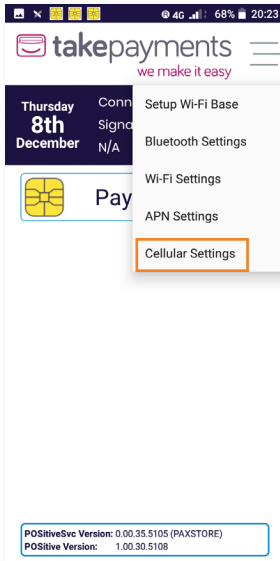 4G 68% 20:23
takepayments
we make it easy
Thursday
8th
December
Conn
Signa
N/A
Setup Wi-Fi Base
Bluetooth Settings
Wi-Fi Settings
APN Settings
Cellular Settings
Pay
POSitiveSvc Version: 0.00.35.5105 (PAXSTORE)
POSitive Version: 1.00.30.5108